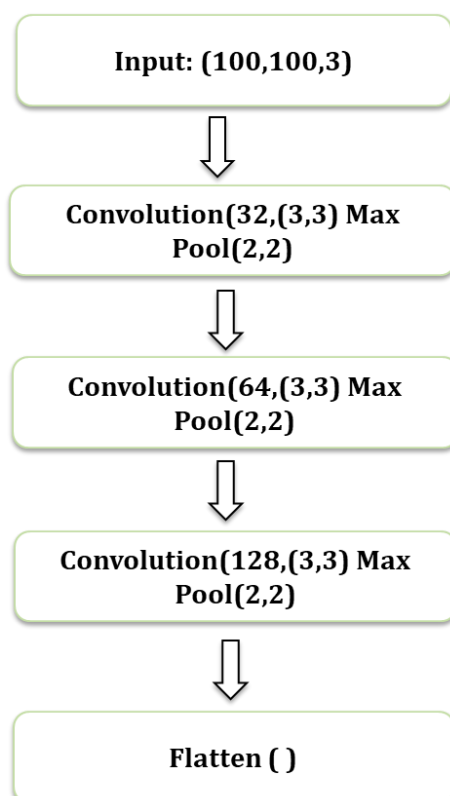 Input: (100,100,3)
Convolution(32,(3,3) Max
Pool(2,2)
Convolution(64,(3,3) Max
Pool(2,2)
Convolution(128,(3,3) Max
Pool(2,2)
Flatten ( )